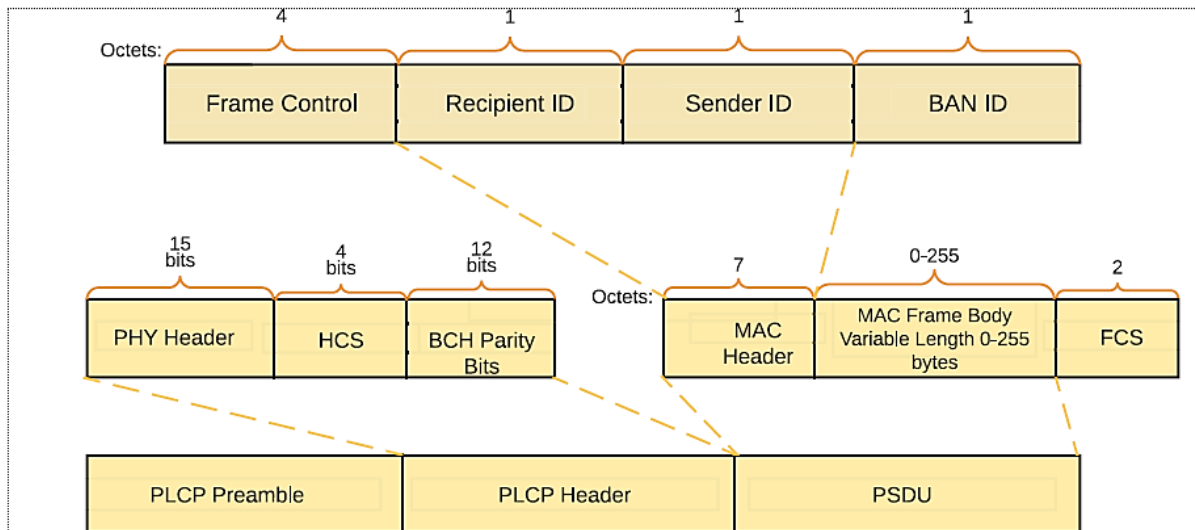 4 1 1 1
Octets:
Frame Control Recipient ID Sender ID BAN ID
15 bits 4 bits 12 bits
Octets: 7 0-255 2
PHY Header HCS BCH Parity Bits
MAC Header
MAC Frame Body
Variable Length 0-255
bytes
FCS
PLCP Preamble PLCP Header PSDU